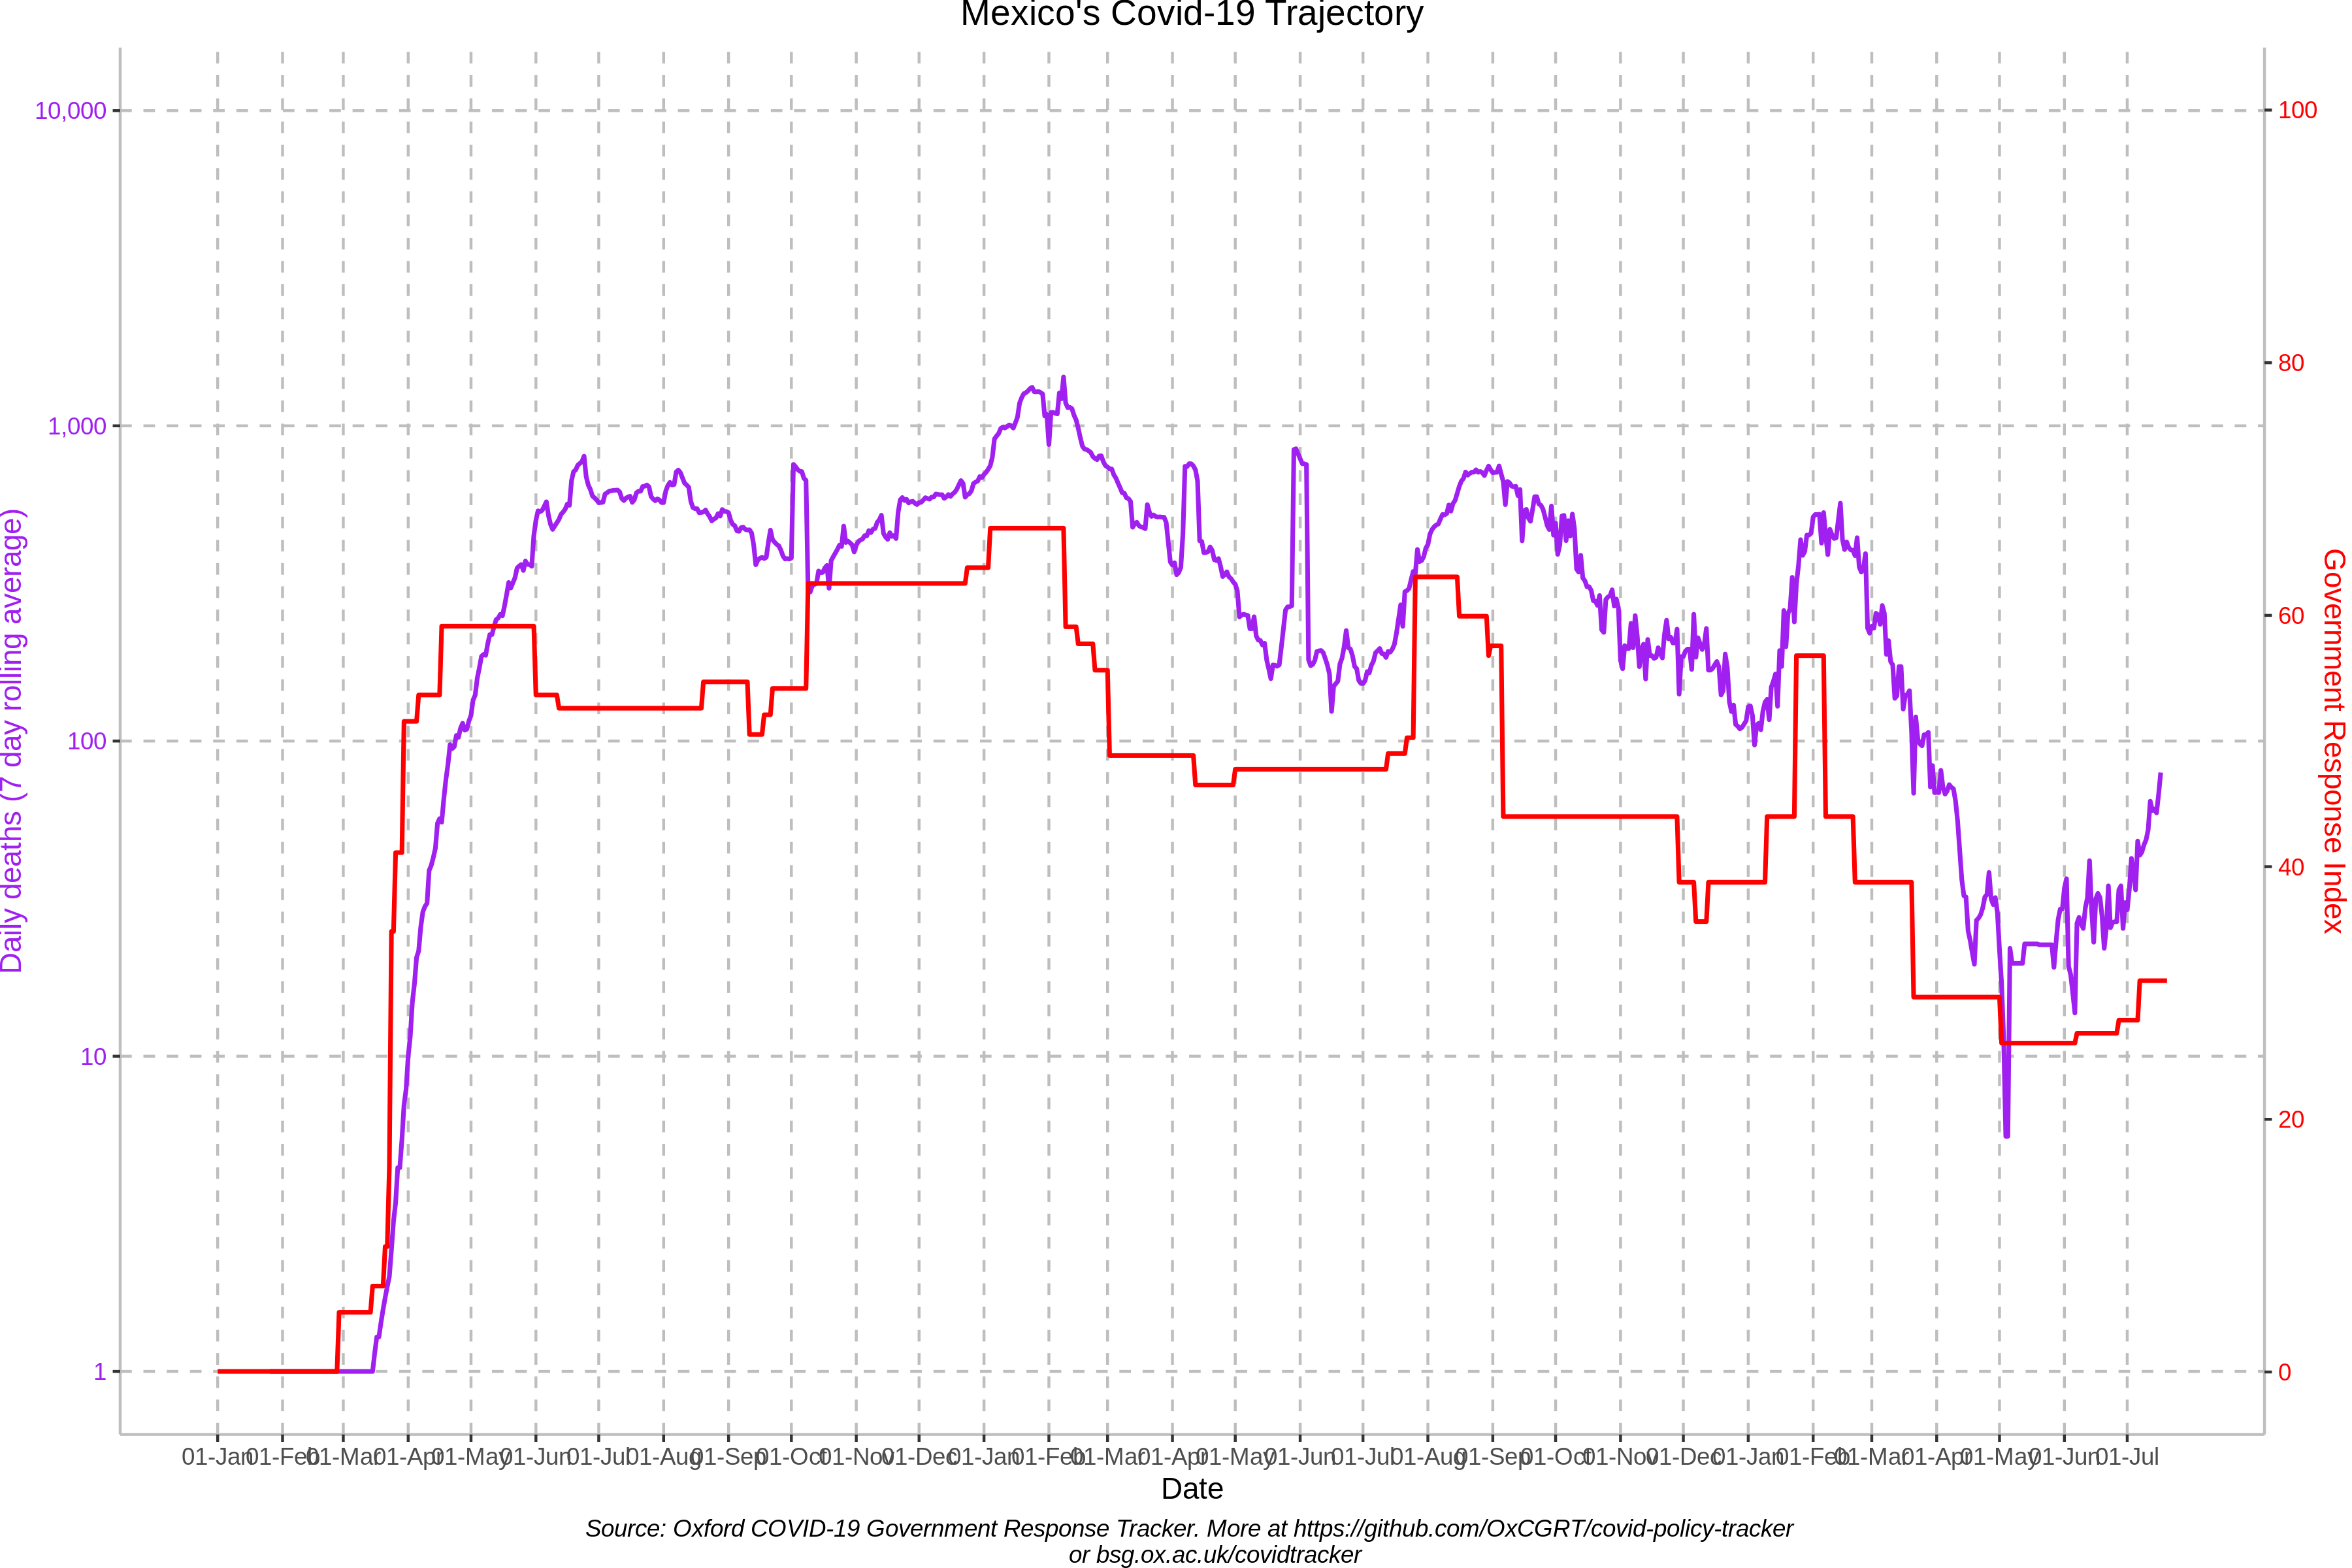 Mexico's Covid-19 Trajectory
10,000
1,000
100
10
1
Daily deaths (7 day rolling average)
100
80
60
40
20
0
Government Response Index
01-Jan 01-Feb 01-Mar 01-Apr 01-May 01-Jun 01-Jul 01-Aug 01-Sep 01-Oct 01-Nov 01-Dec 01-Jan 01-Feb 01-Mar 01-Apr 01-May 01-Jun 01-Jul 01-Aug 01-Sep 01-Oct 01-Nov 01-Dec 01-Jan 01-Feb 01-Mar 01-Apr 01-May 01-Jun 01-Jul
Date
Source: Oxford COVID-19 Government Response Tracker. More at https://github.com/OxCGRT/covid-policy-tracker
or bsg.ox.ac.uk/covidtracker